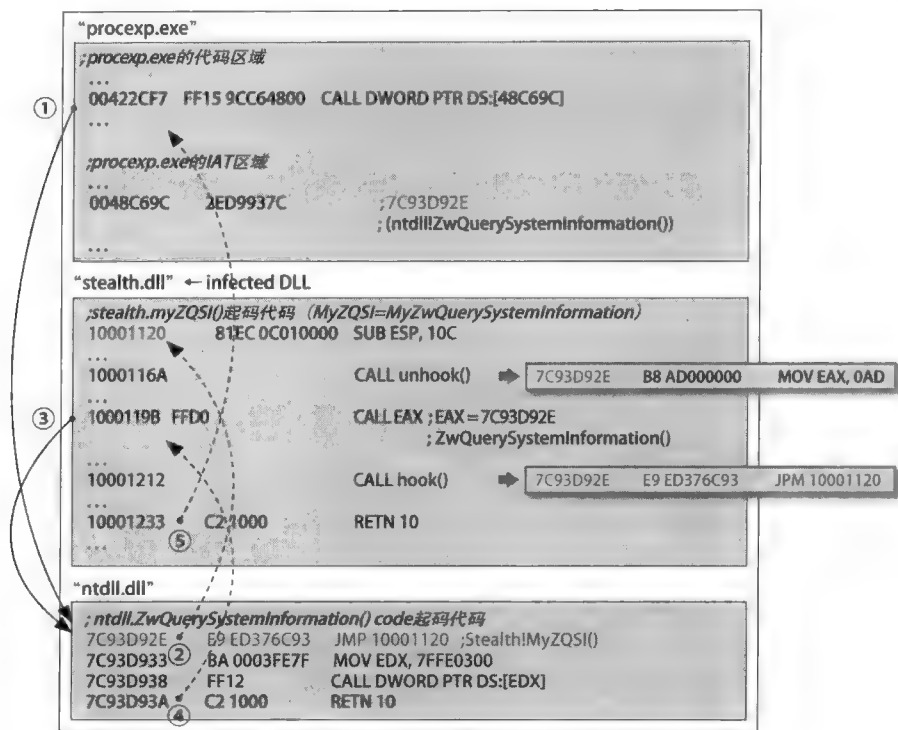 "procexp.exe"
;procexp.exe的代码区域
...
① 00422CF7 FF15 9CC64800 CALL DWORD PTR DS:[48C69C]
...
;procexp.exe的IAT区域
...
0048C69C 2ED9937C ;7C93D92E
; (ntdll!ZwQuerySystemInformation())
...
"stealth.dll" ← infected DLL
;stealth.myZQSI()起码代码（MyZQSI=MyZwQuerySystemInformation）
10001120 81EC 0C010000 SUB ESP, 10C
...
1000116A CALL unhook() ➡ 7C93D92E B8 AD000000 MOV EAX, 0AD
...
③ 1000119B FFD0 CALL EAX ; EAX = 7C93D92E
; ZwQuerySystemInformation()
...
10001212 CALL hook() ➡ 7C93D92E E9 ED376C93 JPM 10001120
...
10001233 C2 1000 RETN 10
⑤
...
"ntdll.dll"
; ntdll.ZwQuerySystemInformation() code起码代码
7C93D92E E9 ED376C93 JMP 10001120 ;Stealth!MyZQSI()
7C93D933 ② BA 0003FE7F MOV EDX, 7FFE0300
7C93D938 FF12 CALL DWORD PTR DS:[EDX]
7C93D93A C2 1000 RETN 10
④